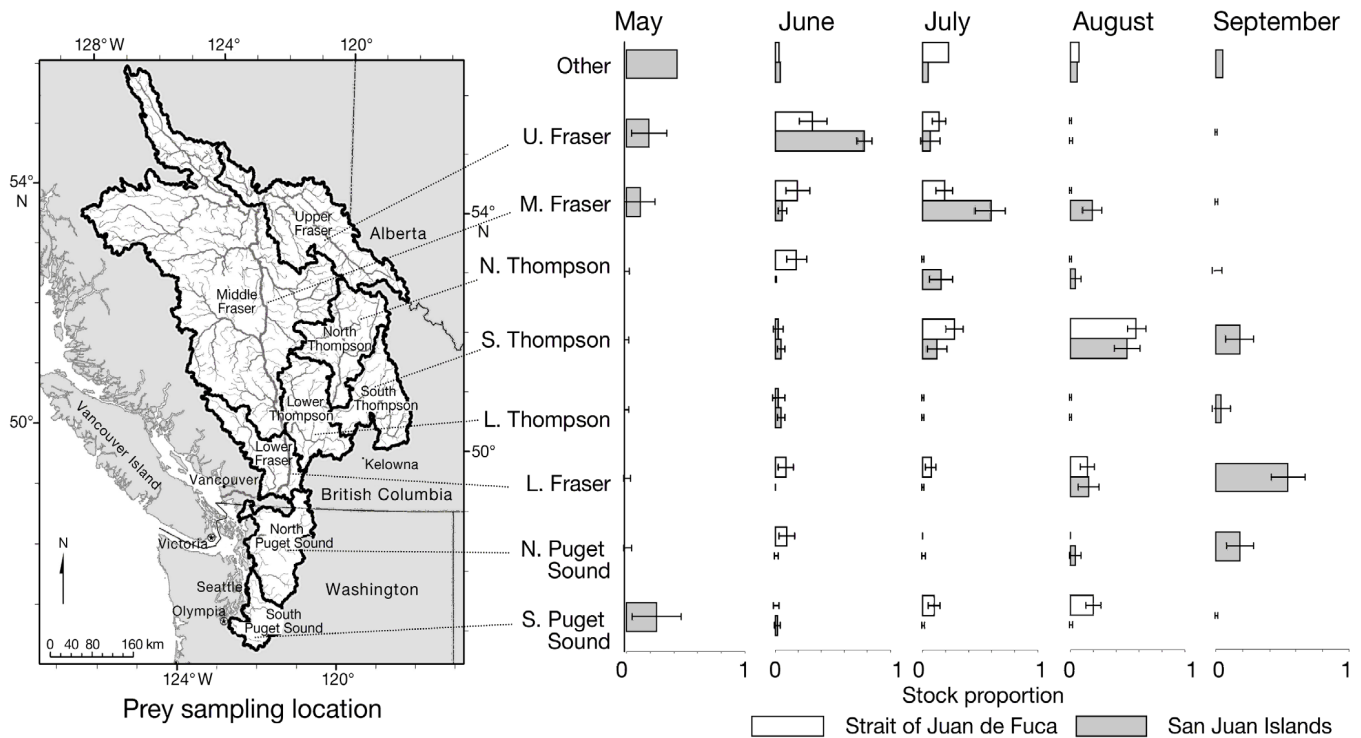 May June July August September
128°W 124° 120°
Other
U. Fraser
M. Fraser
N. Thompson
S. Thompson
L. Thompson
L. Fraser
N. Puget
Sound
S. Puget
Sound
54°
N
54°
N
50°
50°
Upper
Fraser
Alberta
Middle
Fraser
North
Thompson
South
Thompson
Lower
Thompson
Lower
Fraser
Kelowna
Vancouver Island
Vancouver
British Columbia
North
Puget Sound
Victoria
N
Seattle
Washington
Olympia
South
Puget Sound
0 40 80 160 km
124°W 120°
0 1 0 1 0 1 0 1 0 1
Stock proportion
Prey sampling location
Strait of Juan de Fuca San Juan Islands